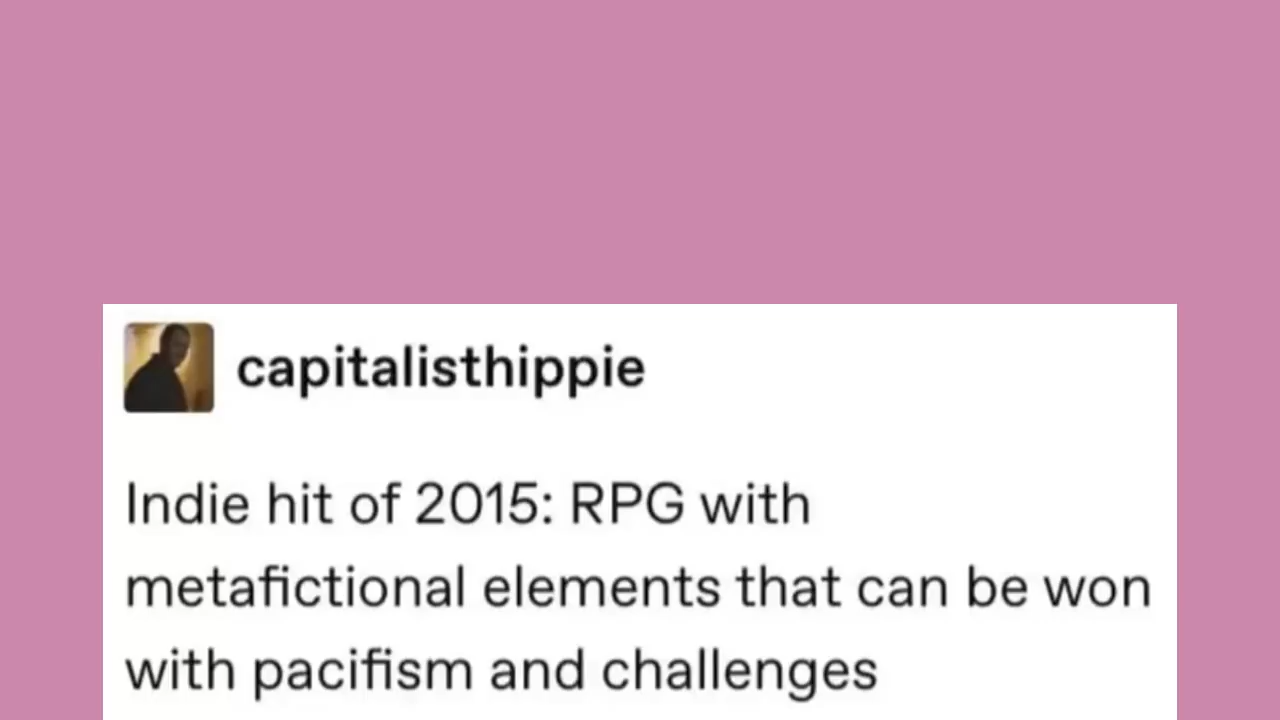 capitalisthippie
Indie hit of 2015: RPG with
metafictional elements that can be won
with pacifism and challenges